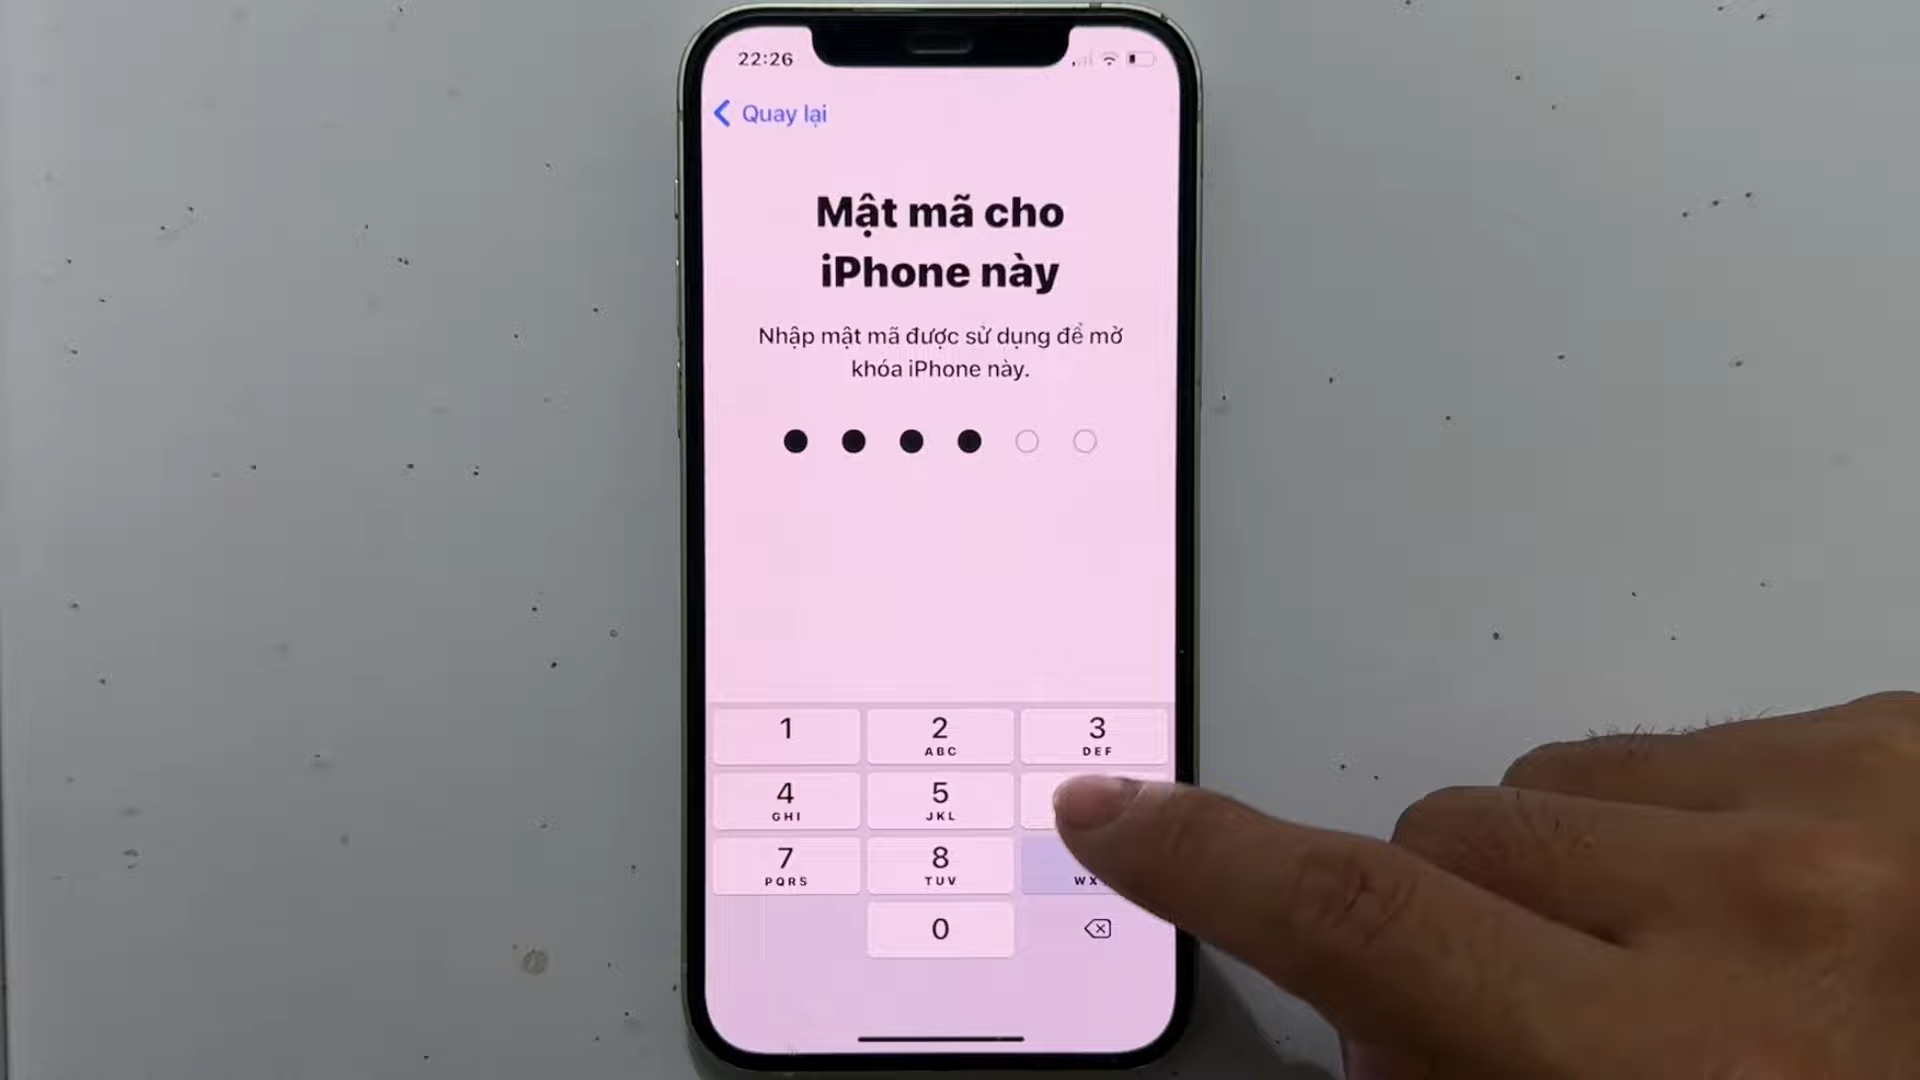 22:26
Quay lại
Mật mã cho
iPhone này
Nhập mật mã được sử dụng để mở
khóa iPhone này.
1
2
ABC
3
DEF
4
GHI
5
JKL
7
PQRS
8
TUV
WX
0